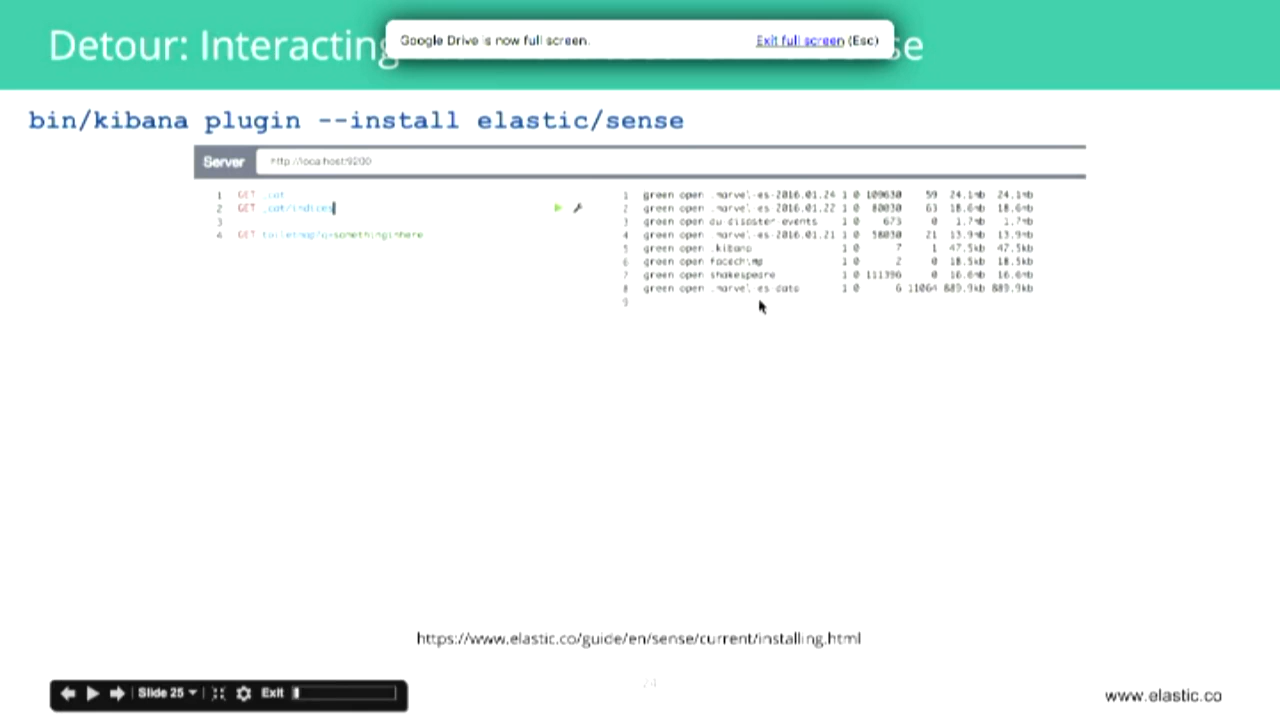 Detour: Interacting
Google Drive is now full screen.
Exit full screen (Esc)
bin/kibana plugin --install elastic/sense
Server
http://localhost:9200
1 GET _cat
2 GET _cat/indices
3
4 GET toiletmap?q=somethingishere
1 green open .marvel-es-2016.01.24 1 0 109630 59 24.1mb 24.1mb
2 green open .marvel-es-2016.01.22 1 0 80030 63 18.6mb 18.6mb
3 green open au-disaster-events 1 0 673 0 1.7mb 1.7mb
4 green open .marvel-es-2016.01.21 1 0 58030 21 13.9mb 13.9mb
5 green open .kibana 1 0 7 1 47.5kb 47.5kb
6 green open facechimp 1 0 2 0 18.5kb 18.5kb
7 green open shakespeare 1 0 111396 0 16.6mb 16.6mb
8 green open .marvel-es-data 1 0 6 889.9kb 889.9kb
9
https://www.elastic.co/guide/en/sense/current/installing.html
24
Slide 25
Exit
www.elastic.co